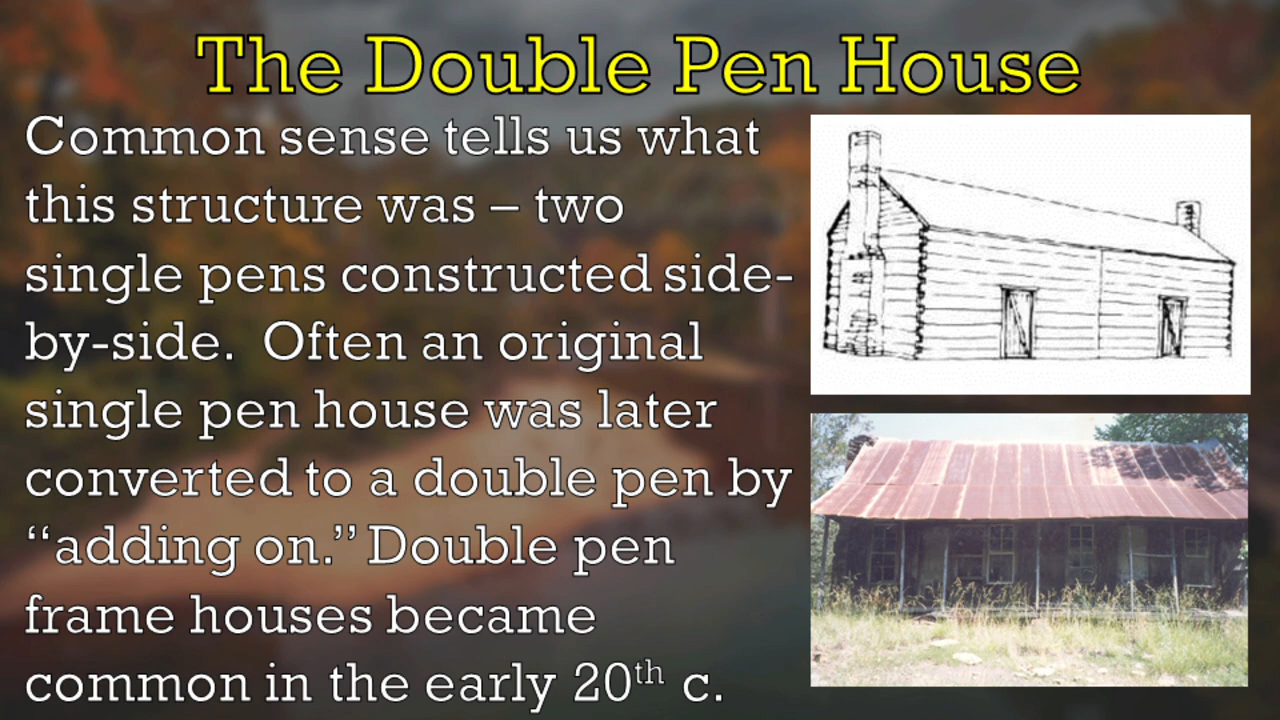 The Double Pen House
Common sense tells us what
this structure was – two
single pens constructed side-
by-side.  Often an original
single pen house was later
converted to a double pen by
“adding on.” Double pen
frame houses became
common in the early 20th c.